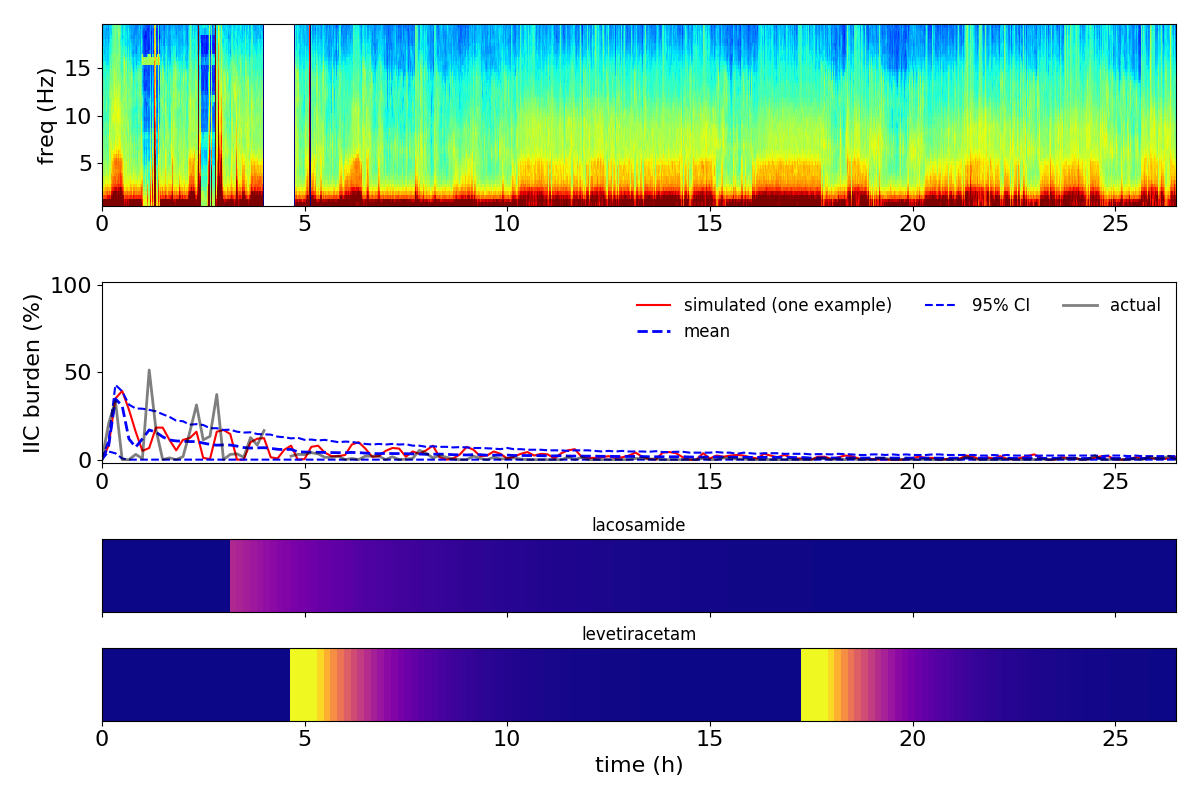 freq (Hz)
15
10
5
0 5 10 15 20 25
IIC burden (%)
100
50
0
simulated (one example) 95% CI actual
mean
0 5 10 15 20 25
lacosamide
levetiracetam
0 5 10 15 20 25
time (h)